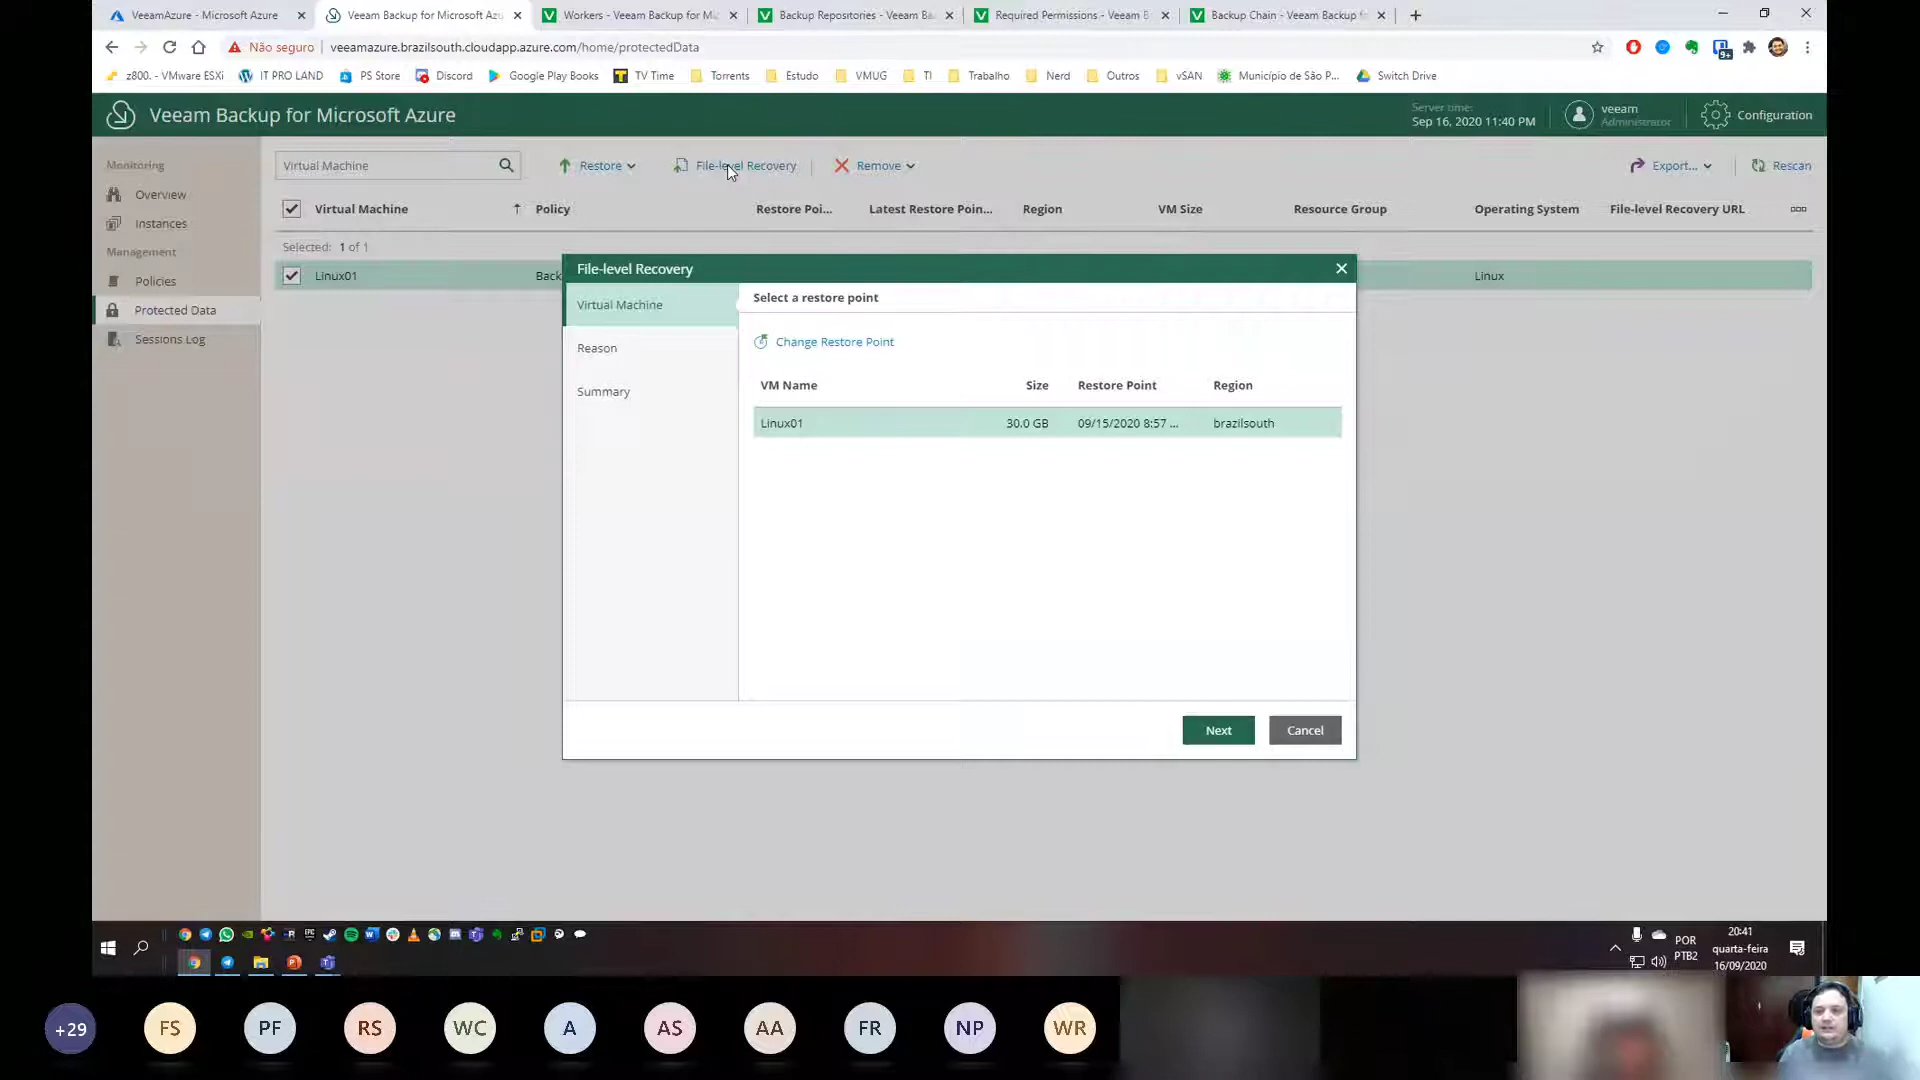 VeeamAzure - Microsoft Azure
Veeam Backup for Microsoft Azu
Workers - Veeam Backup for Mi
Backup Repositories - Veeam Ba
Required Permissions - Veeam B
Backup Chain - Veeam Backup f
Não seguro
veeamazure.brazilsouth.cloudapp.azure.com/home/protectedData
9+
z800. - VMware ESXi
IT PRO LAND
PS Store
Discord
Google Play Books
TV Time
Torrents
Estudo
VMUG
TI
Trabalho
Nerd
Outros
vSAN
Município de São P...
Switch Drive
Veeam Backup for Microsoft Azure
Server time:
Sep 16, 2020 11:40 PM
veeam
Administrator
Configuration
Monitoring
Overview
Instances
Management
Policies
Protected Data
Sessions Log
Virtual Machine
Restore
File-level Recovery
Remove
Export...
Rescan
Virtual Machine
Policy
Restore Poi...
Latest Restore Poin...
Region
VM Size
Resource Group
Operating System
File-level Recovery URL
Selected: 1 of 1
Linux01
Back
Linux
File-level Recovery
Virtual Machine
Reason
Summary
Select a restore point
Change Restore Point
VM Name
Size
Restore Point
Region
Linux01
30.0 GB
09/15/2020 8:57 ...
brazilsouth
Next
Cancel
POR
PTB2
20:41
quarta-feira
16/09/2020
+29
FS
PF
RS
WC
A
AS
AA
FR
NP
WR